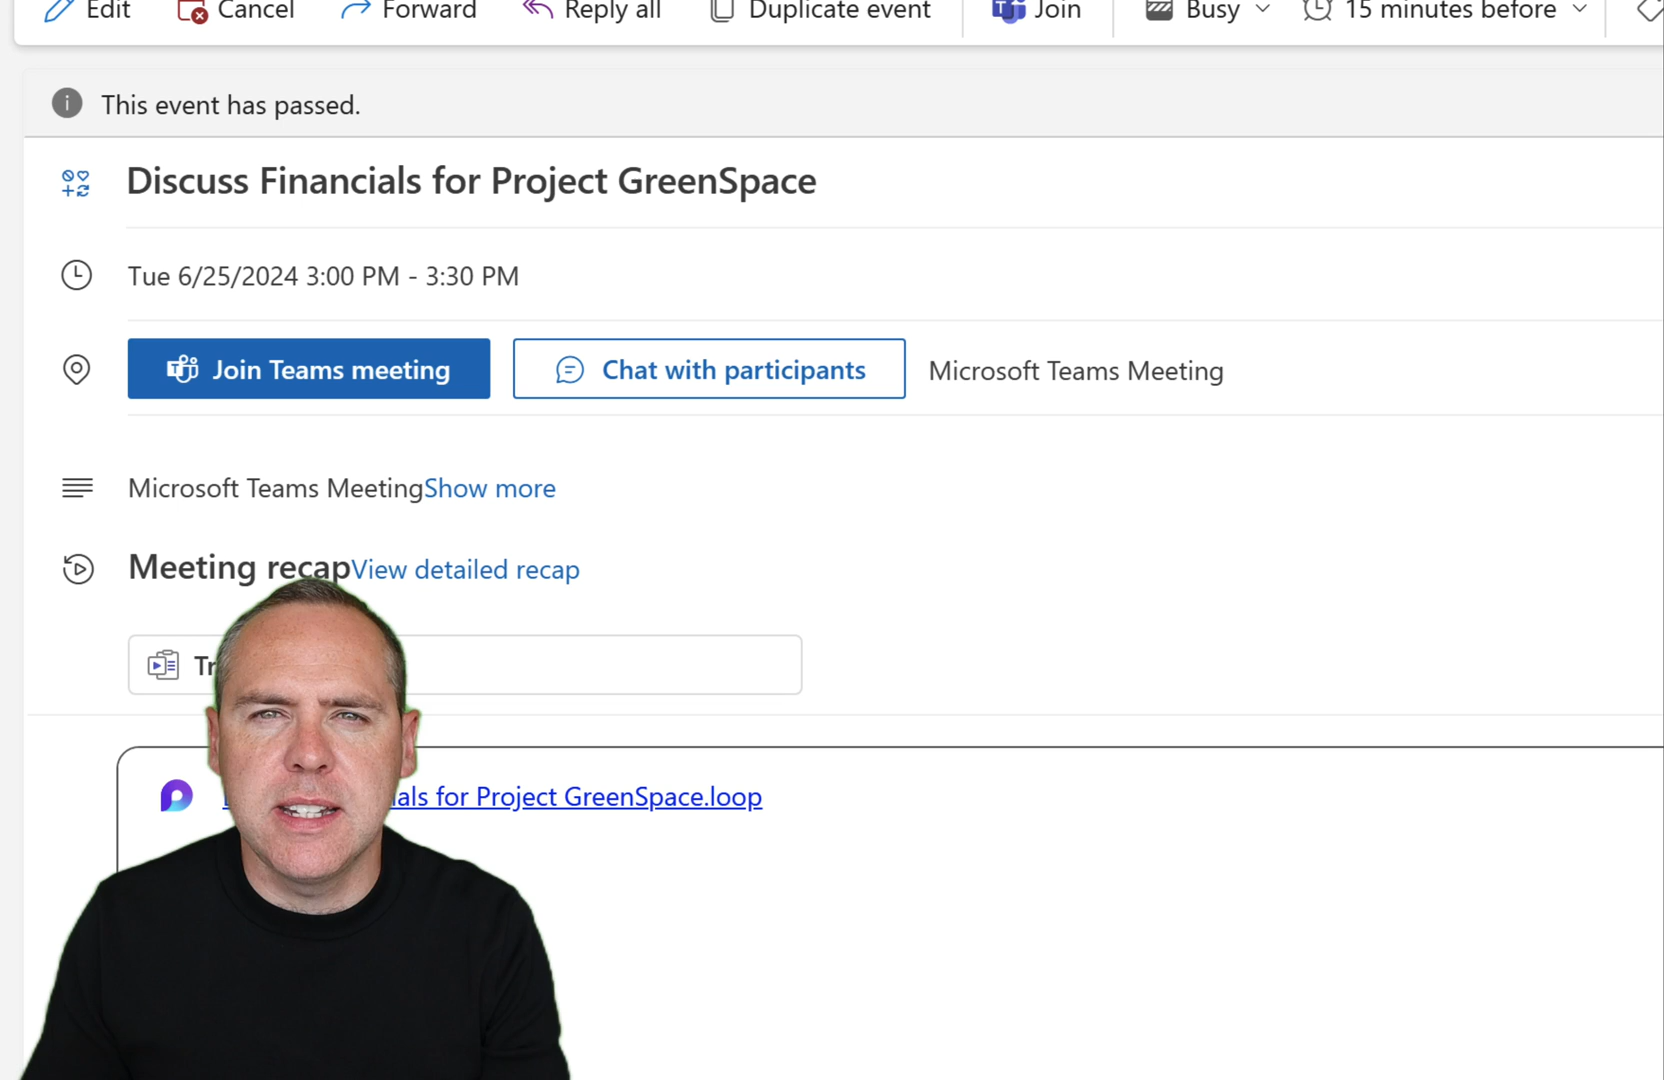 Edit Cancel Forward Reply all Duplicate event Join Busy 15 minutes before
This event has passed.
Discuss Financials for Project GreenSpace
Tue 6/25/2024 3:00 PM - 3:30 PM
Join Teams meeting Chat with participants Microsoft Teams Meeting
Microsoft Teams MeetingShow more
Meeting recapView detailed recap
for Project GreenSpace.loop